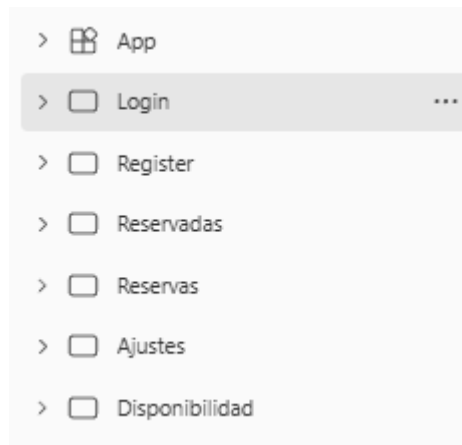 App
Login
Register
Reservadas
Reservas
Ajustes
Disponibilidad